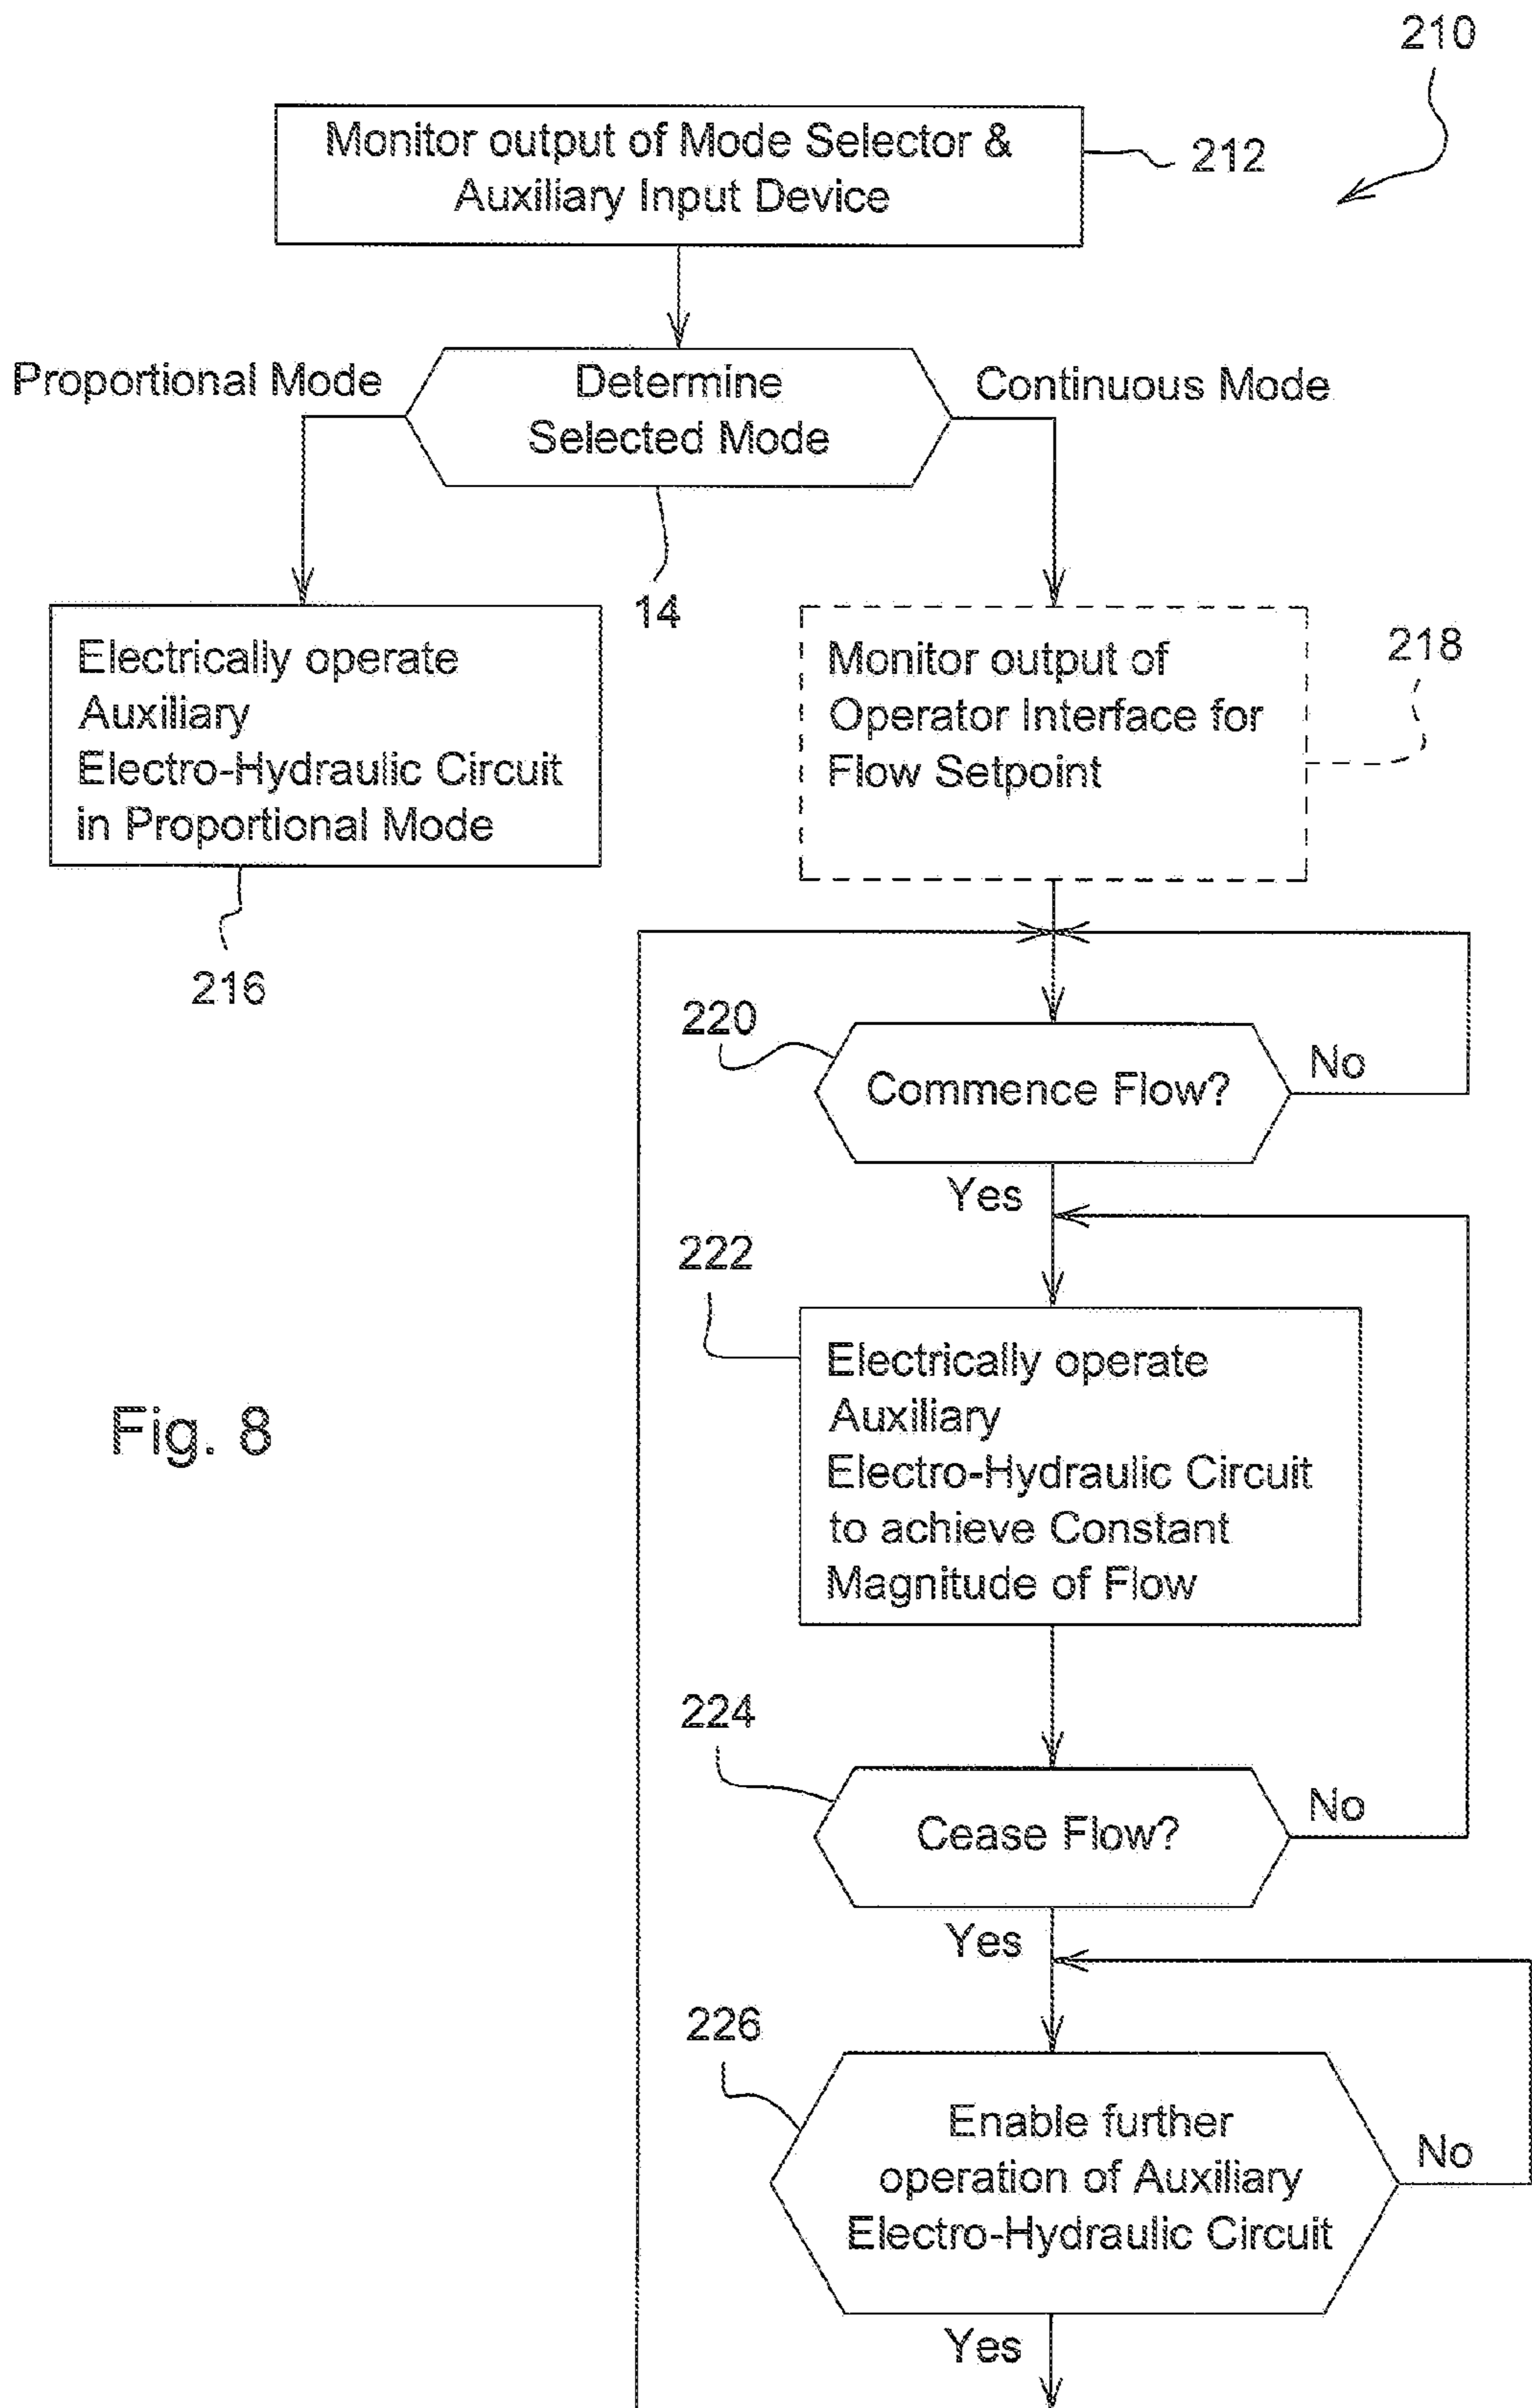 210
Monitor output of Mode Selector &
Auxiliary Input Device
212
Proportional Mode
Determine
Selected Mode
Continuous Mode
14
Electrically operate
Auxiliary
Electro-Hydraulic Circuit
in Proportional Mode
216
Monitor output of
Operator Interface for
Flow Setpoint
218
220
Commence Flow?
No
Yes
222
Electrically operate
Auxiliary
Electro-Hydraulic Circuit
to achieve Constant
Magnitude of Flow
Fig. 8
224
Cease Flow?
No
Yes
226
Enable further
operation of Auxiliary
Electro-Hydraulic Circuit
No
Yes